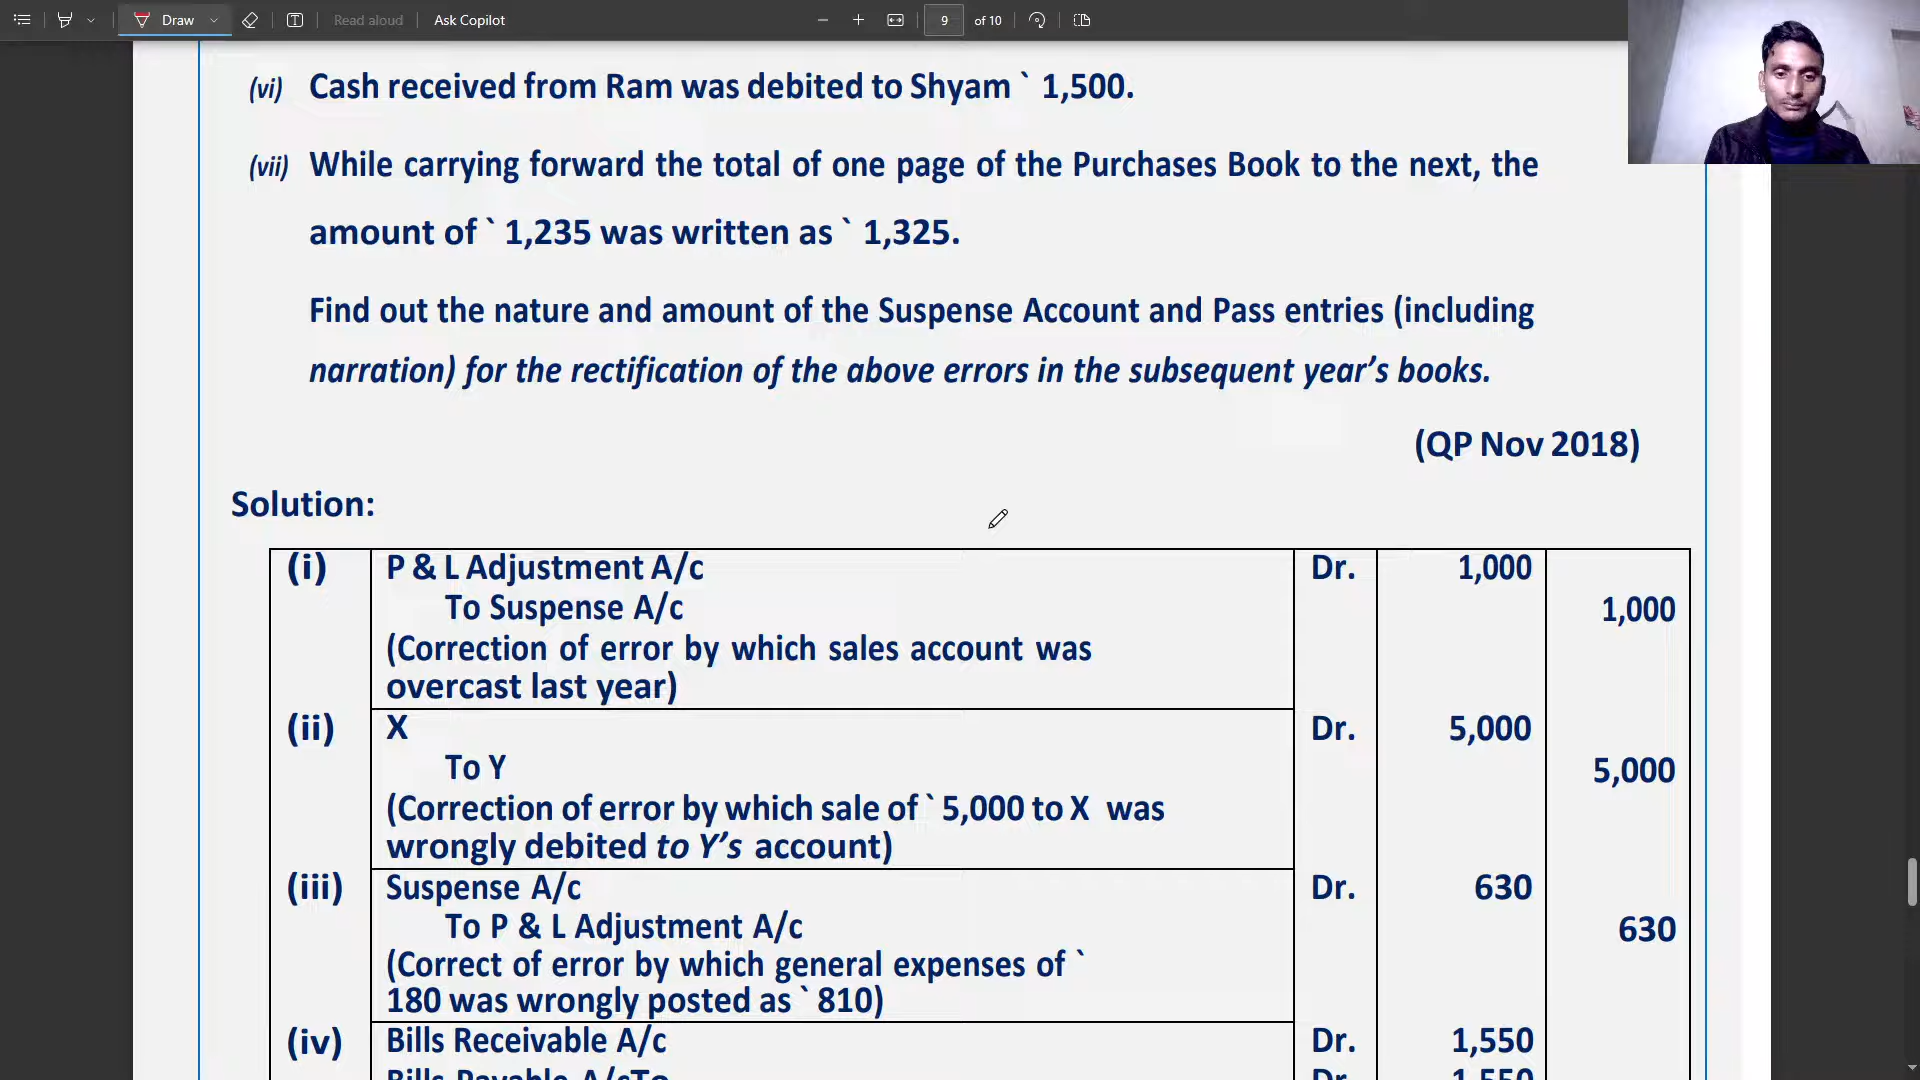 Draw
Read aloud
Ask Copilot
9
of 10
(vi) Cash received from Ram was debited to Shyam ` 1,500.
(vii) While carrying forward the total of one page of the Purchases Book to the next, the
amount of ` 1,235 was written as ` 1,325.
Find out the nature and amount of the Suspense Account and Pass entries (including
narration) for the rectification of the above errors in the subsequent year’s books.
(QP Nov 2018)
Solution:
(i) P & L Adjustment A/c Dr. 1,000
To Suspense A/c 1,000
(Correction of error by which sales account was
overcast last year)
(ii) X Dr. 5,000
To Y 5,000
(Correction of error by which sale of ` 5,000 to X was
wrongly debited to Y’s account)
(iii) Suspense A/c Dr. 630
To P & L Adjustment A/c 630
(Correct of error by which general expenses of `
180 was wrongly posted as ` 810)
(iv) Bills Receivable A/c Dr. 1,550
Bills Payable A/cTo Dr. 1,550